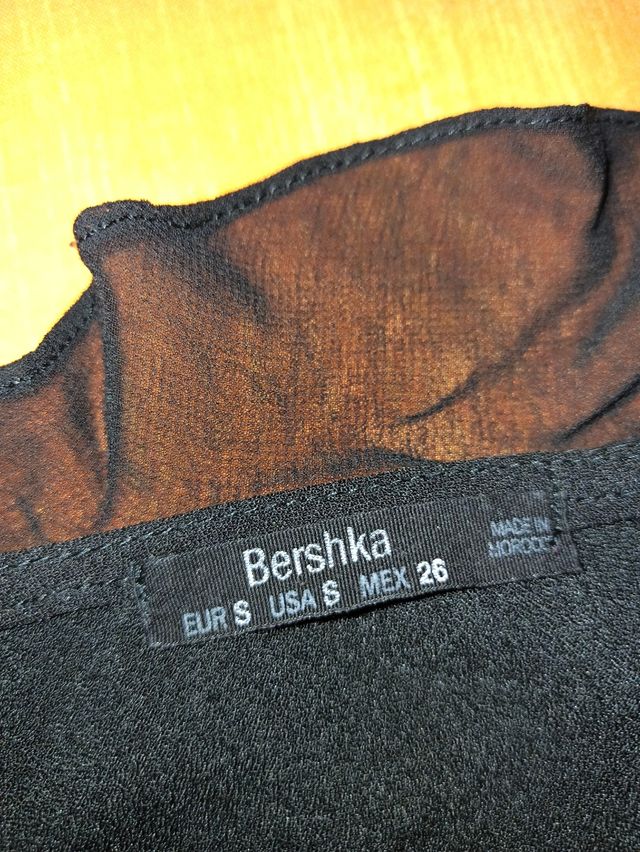 Bershka
EUR S USA S MEX 26
MADE IN
MOROCCO